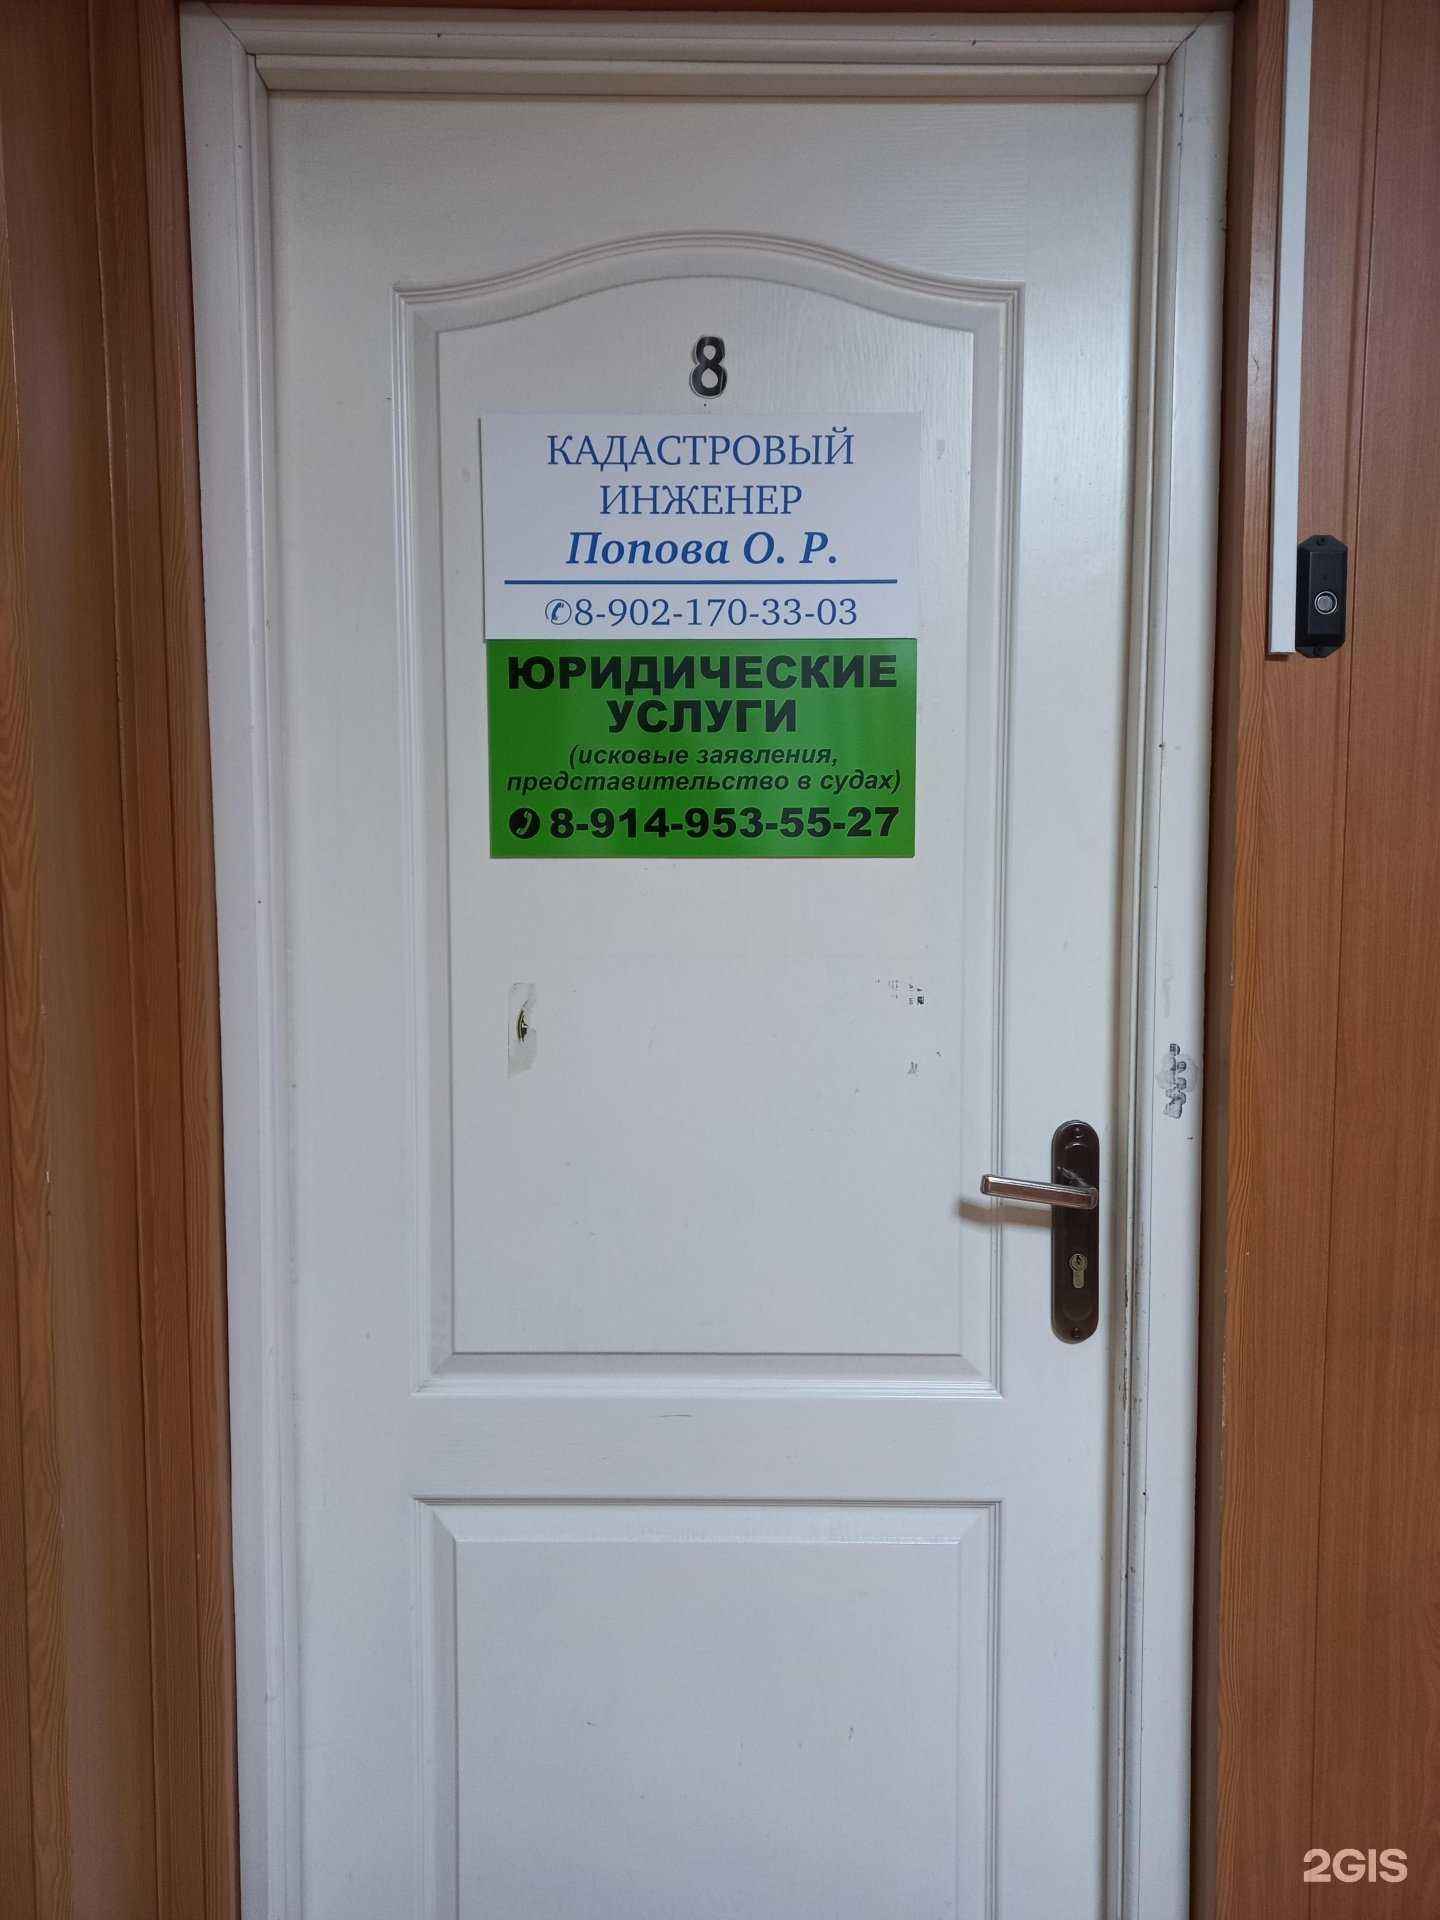 8
КАДАСТРОВЫЙ
ИНЖЕНЕР
Попова О. Р.
✆8-902-170-33-03
ЮРИДИЧЕСКИЕ
УСЛУГИ
(исковые заявления,
представительство в судах)
✆8-914-953-55-27
2GIS